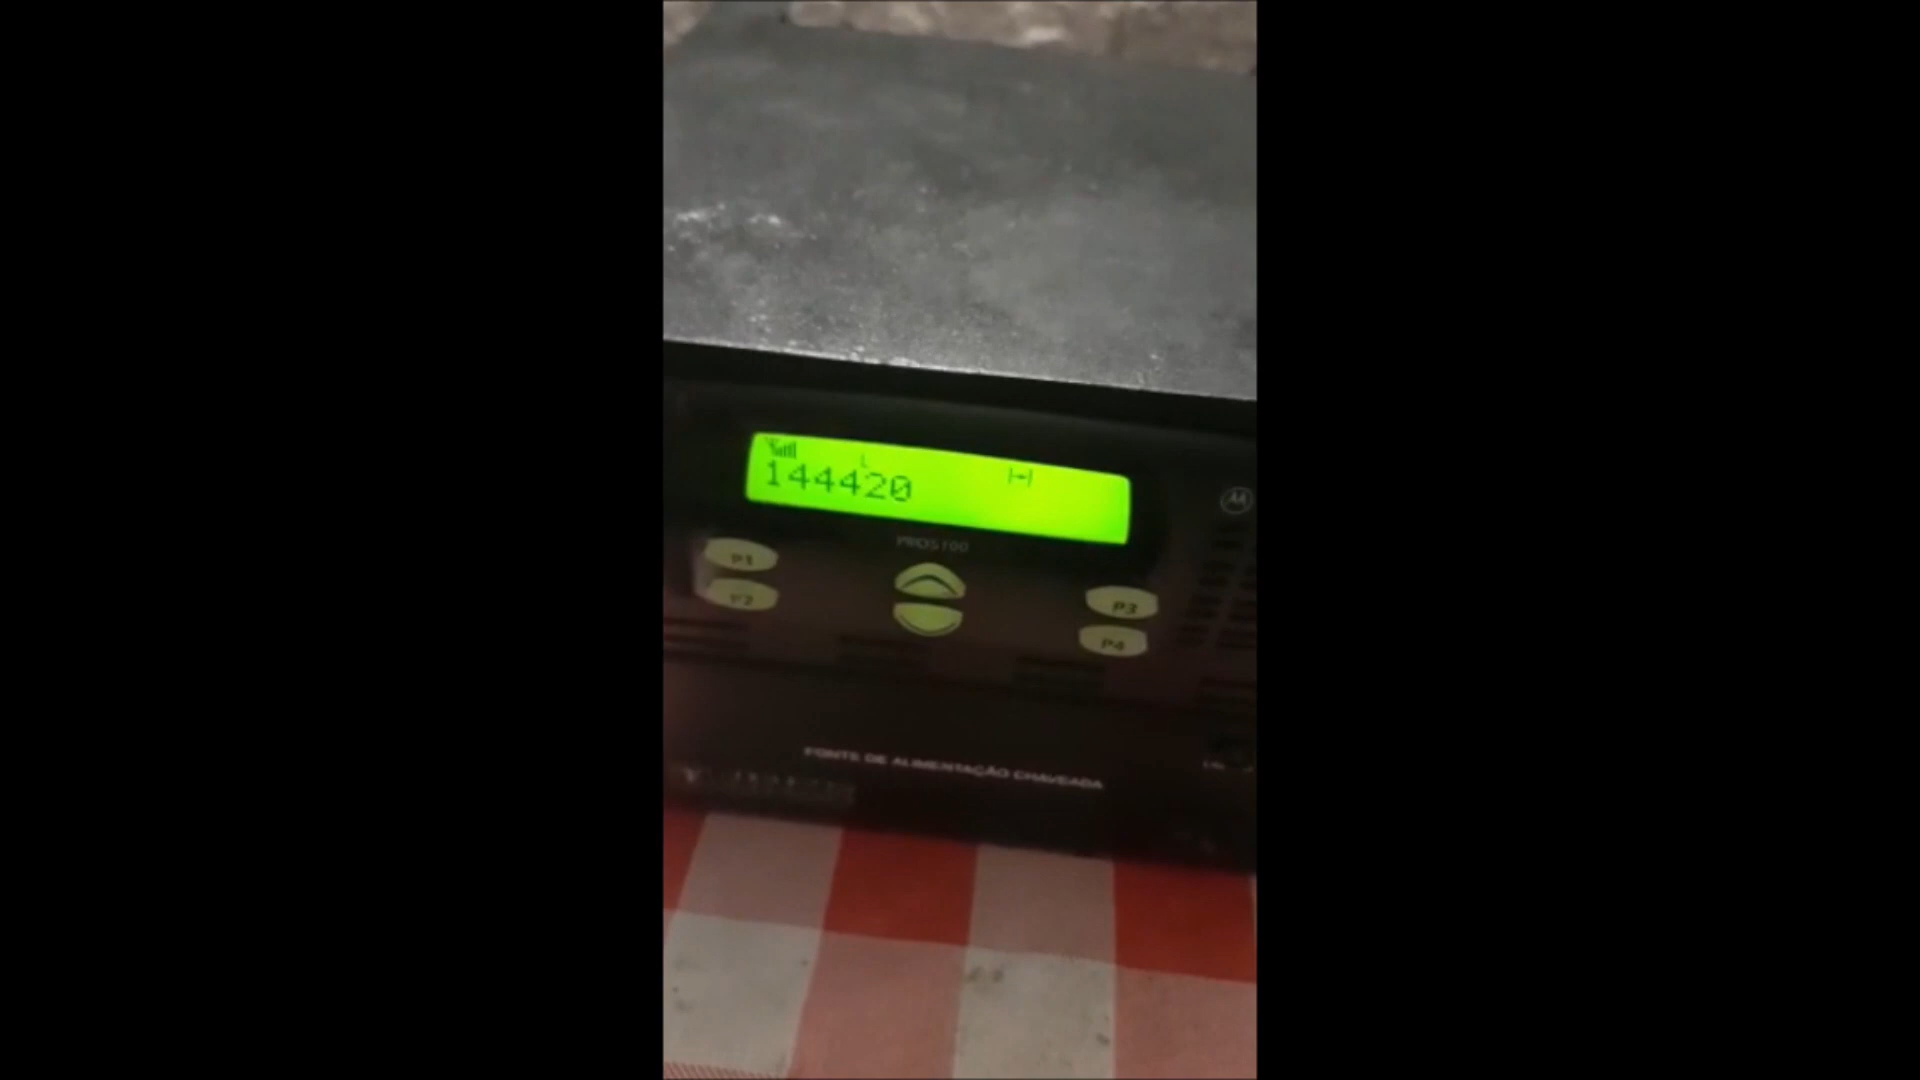 L
144420
PRO5100
P1
P2
P3
P4
FONTE DE ALIMENTAÇÃO CHAVEADA